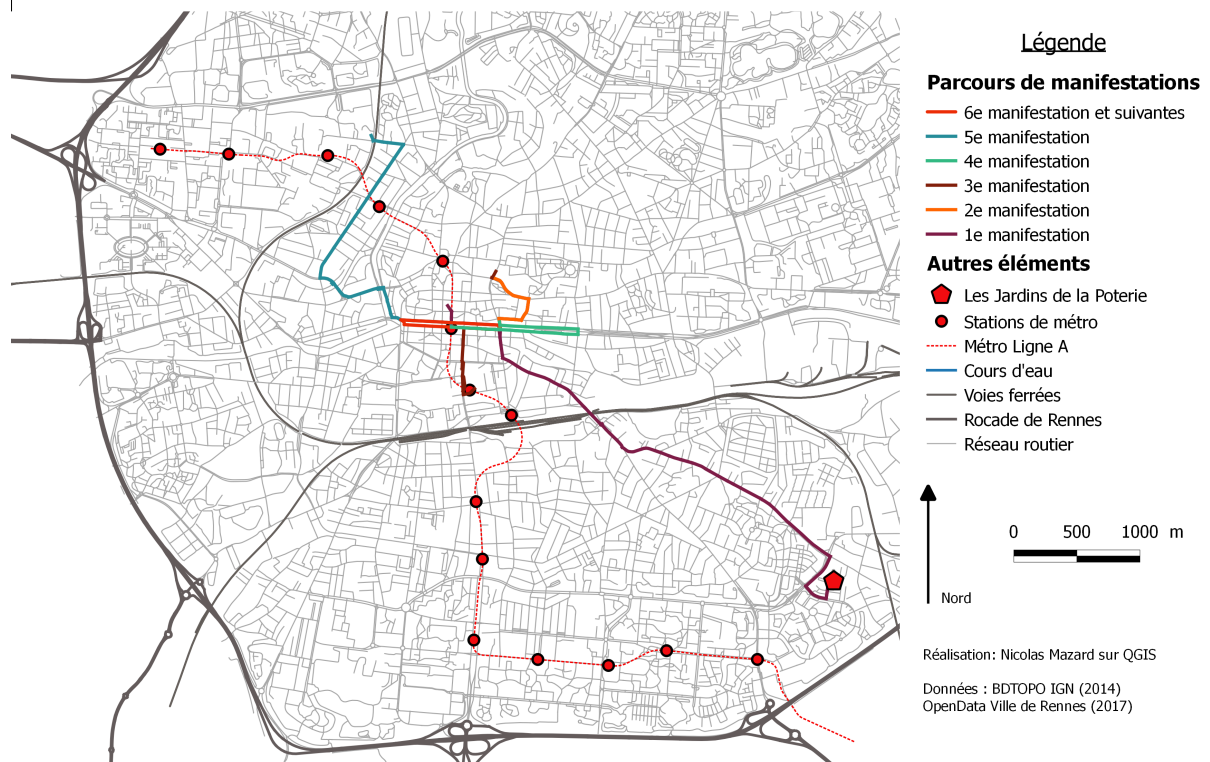 Légende
Parcours de manifestations
6e manifestation et suivantes
5e manifestation
4e manifestation
3e manifestation
2e manifestation
1e manifestation
Autres éléments
Les Jardins de la Poterie
Stations de métro
Métro Ligne A
Cours d'eau
Voies ferrées
Rocade de Rennes
Réseau routier
0 500 1000 m
Nord
Réalisation: Nicolas Mazard sur QGIS
Données : BDTOPO IGN (2014)
OpenData Ville de Rennes (2017)